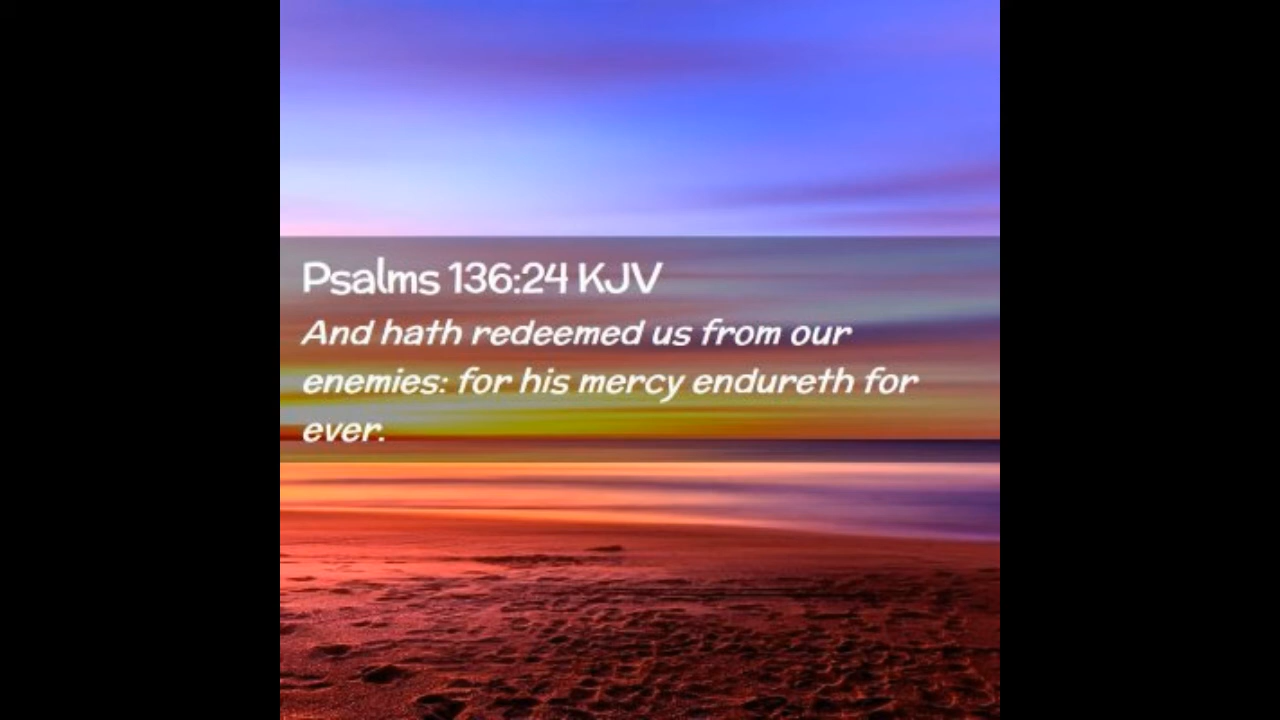 Psalms 136:24 KJV
And hath redeemed us from our
enemies: for his mercy endureth for
ever.